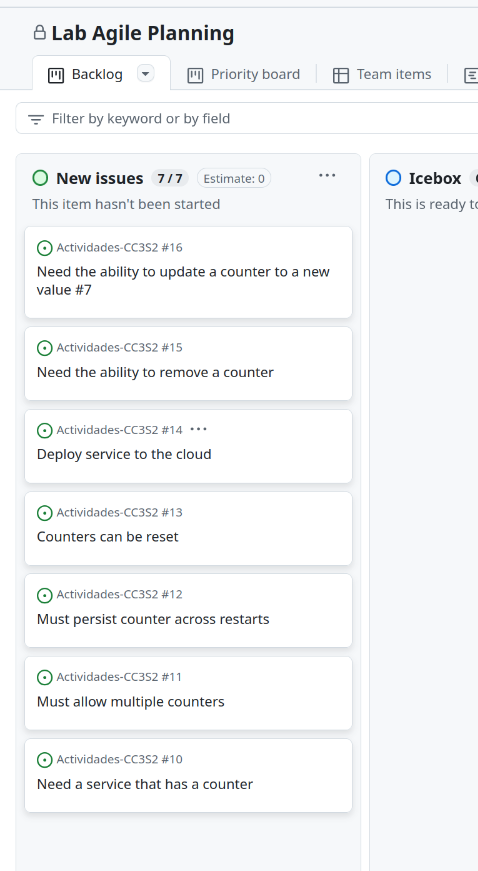 Lab Agile Planning
Backlog
Priority board
Team items
Filter by keyword or by field
New issues 7 / 7 Estimate: 0
This item hasn't been started
Actividades-CC3S2 #16
Need the ability to update a counter to a new
value #7
Actividades-CC3S2 #15
Need the ability to remove a counter
Actividades-CC3S2 #14
Deploy service to the cloud
Actividades-CC3S2 #13
Counters can be reset
Actividades-CC3S2 #12
Must persist counter across restarts
Actividades-CC3S2 #11
Must allow multiple counters
Actividades-CC3S2 #10
Need a service that has a counter
Icebox
This is ready